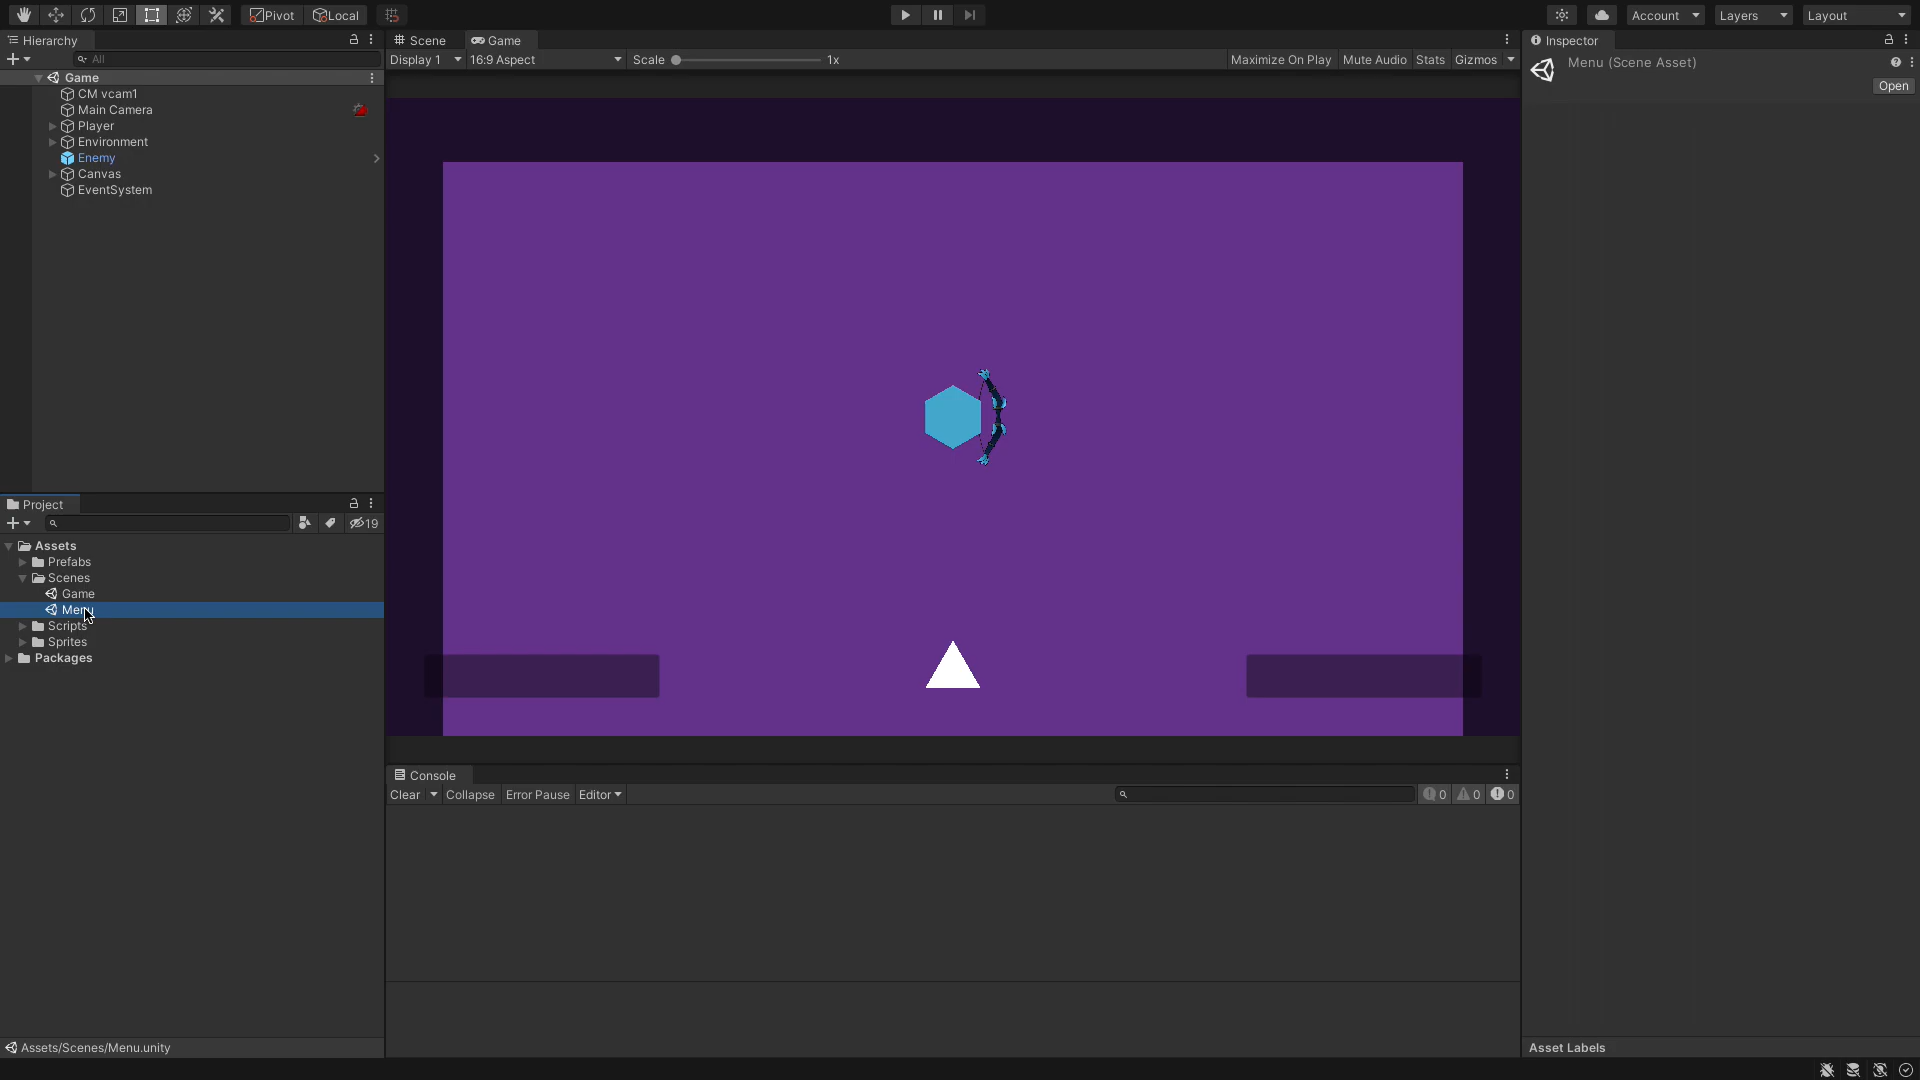 Pivot
Local
Account
Layers
Layout
Hierarchy
All
Game
CM vcam1
Main Camera
Player
Environment
Enemy
Canvas
EventSystem
Project
19
Assets
Prefabs
Scenes
Game
Menu
Scripts
Sprites
Packages
Assets/Scenes/Menu.unity
Scene
Game
Display 1
16:9 Aspect
Scale
1x
Maximize On Play
Mute Audio
Stats
Gizmos
Console
Clear
Collapse
Error Pause
Editor
0
0
0
Inspector
Menu (Scene Asset)
Open
Asset Labels